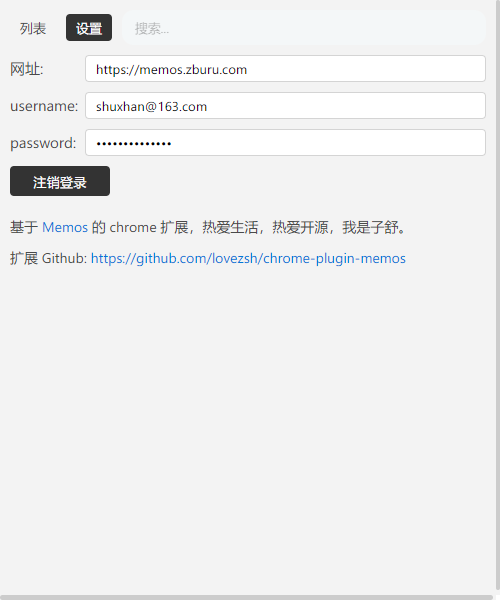 列表 设置 搜索...
网址: https://memos.zburu.com
username: shuxhan@163.com
password: ••••••••••••••
注销登录
基于 Memos 的 chrome 扩展，热爱生活，热爱开源，我是子舒。
扩展 Github: https://github.com/lovezsh/chrome-plugin-memos